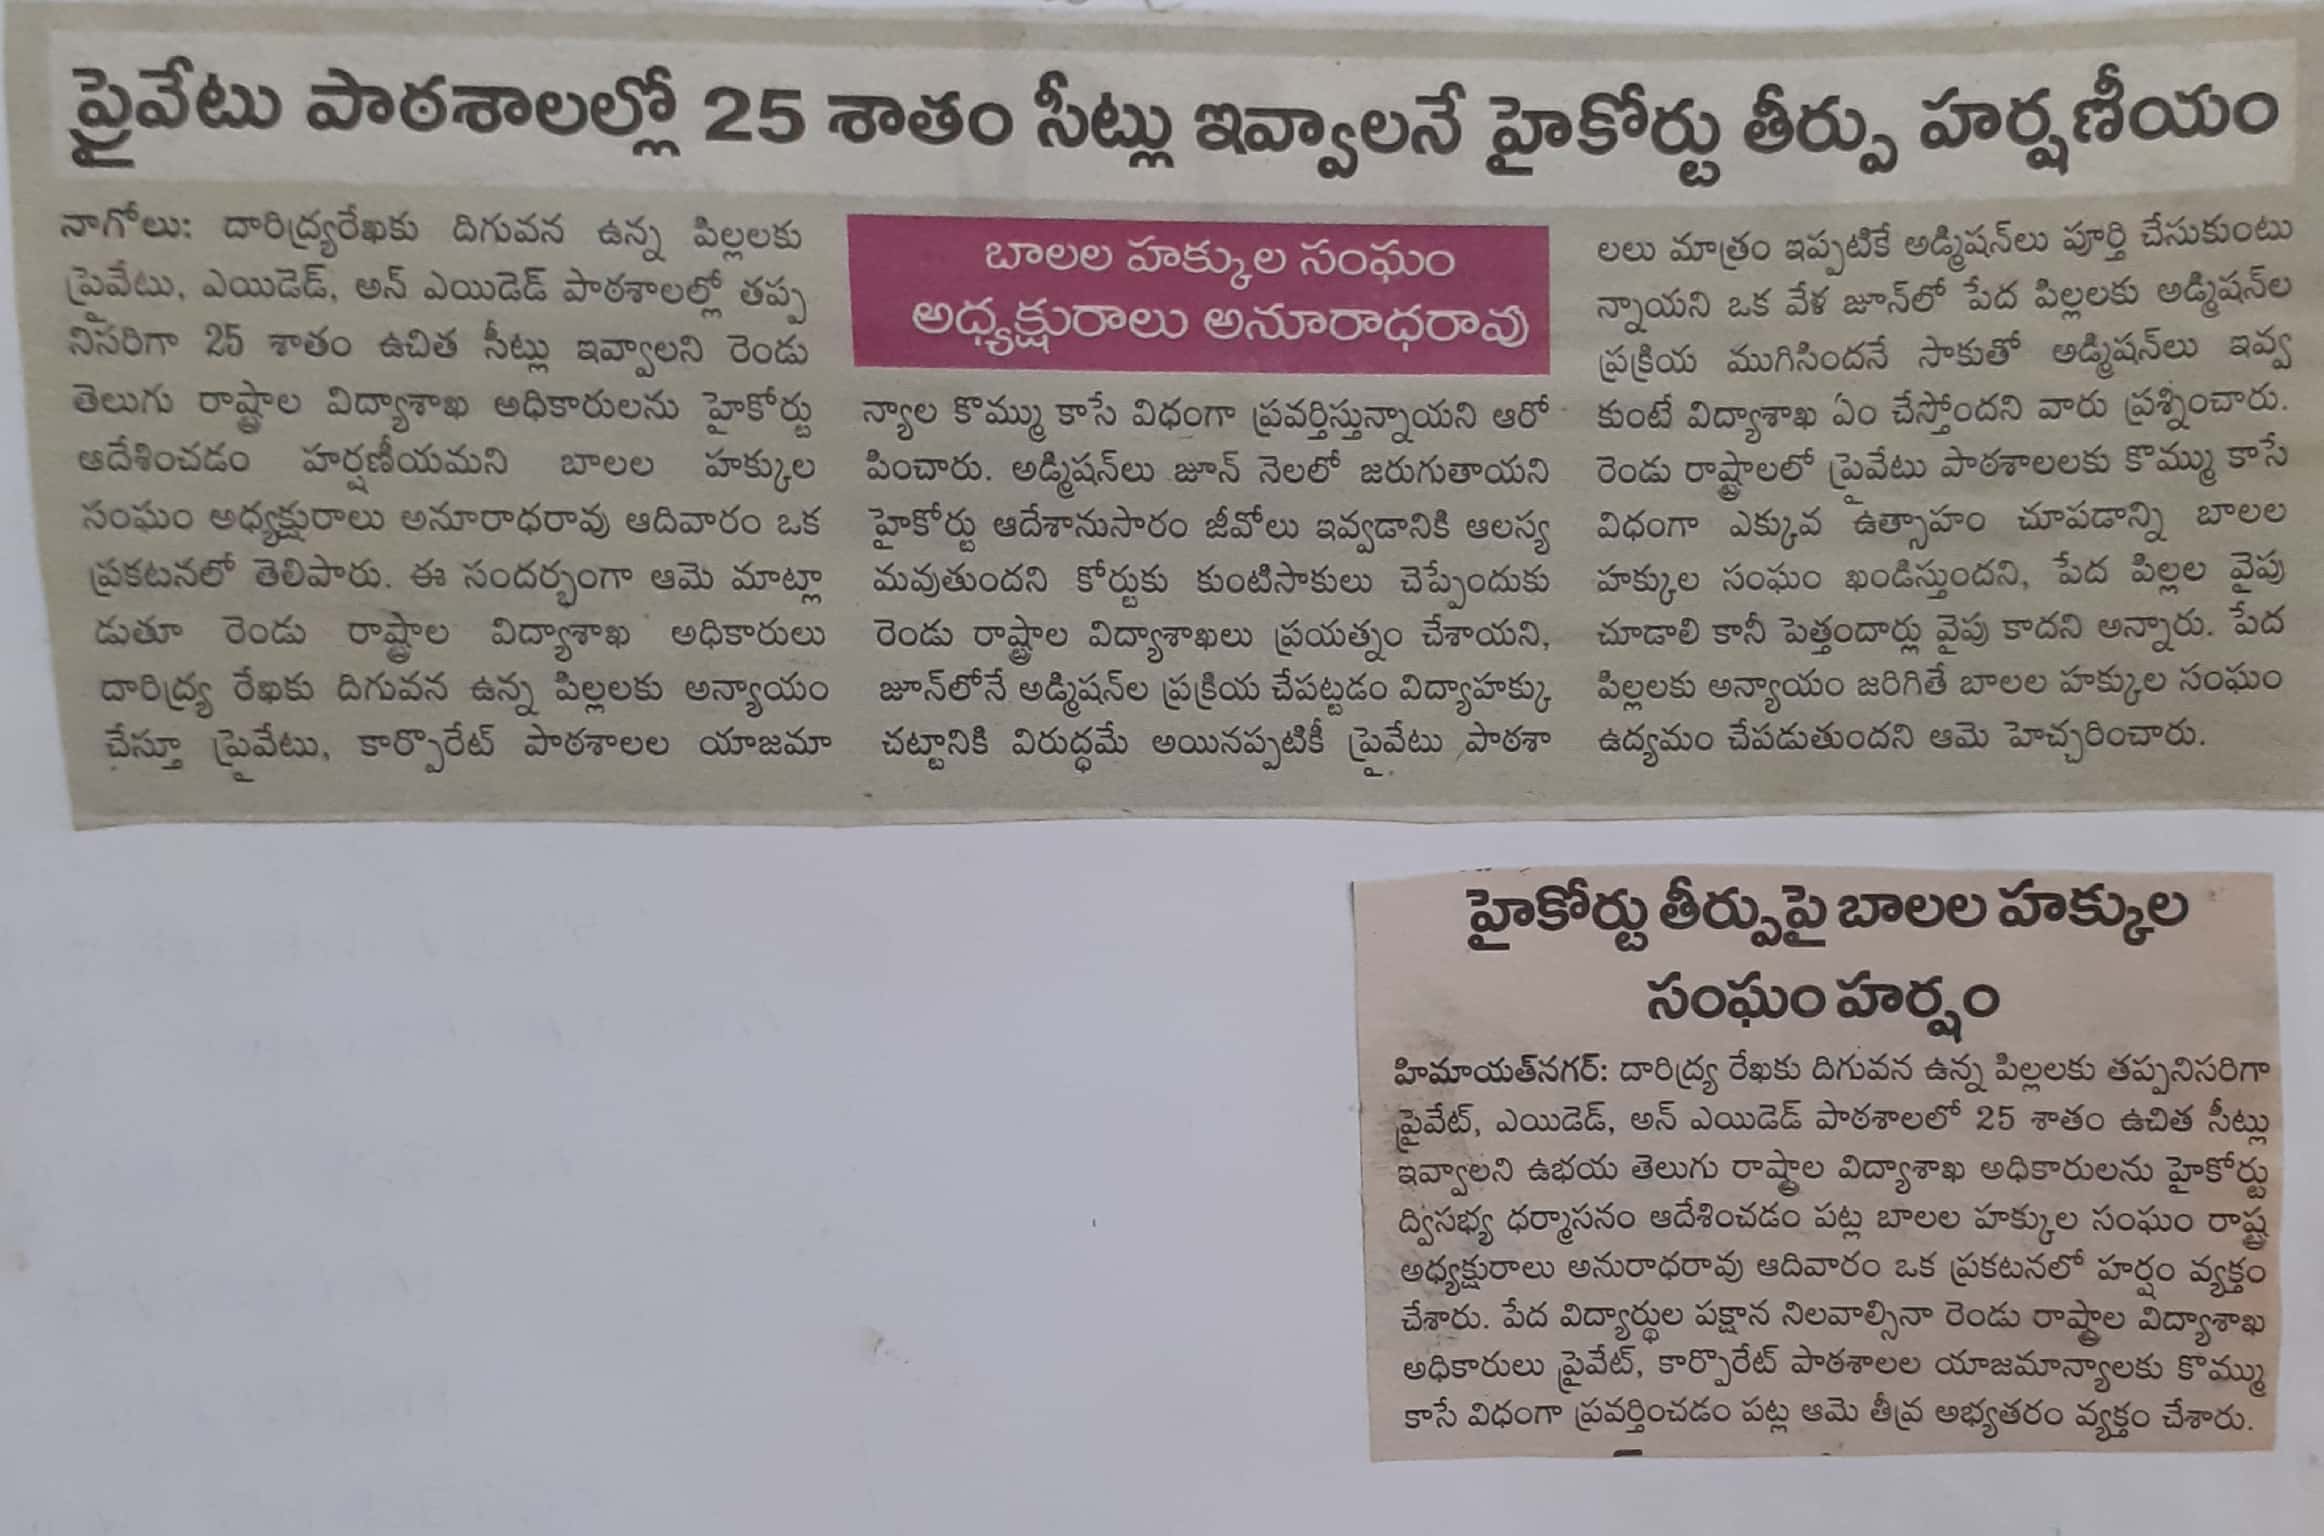 ప్రైవేటు పాఠశాలల్లో 25 శాతం సీట్లు ఇవ్వాలనే హైకోర్టు తీర్పు హర్షణీయం
నాగోలు: దారిద్ర్యరేఖకు దిగువన ఉన్న పిల్లలకు
ప్రైవేటు, ఎయిడెడ్, అన్ ఎయిడెడ్ పాఠశాలల్లో తప్ప
నిసరిగా 25 శాతం ఉచిత సీట్లు ఇవ్వాలని రెండు
తెలుగు రాష్ట్రాల విద్యాశాఖ అధికారులను హైకోర్టు
ఆదేశించడం హర్షణీయమని బాలల హక్కుల
సంఘం అధ్యక్షురాలు అనూరాధరావు ఆదివారం ఒక
ప్రకటనలో తెలిపారు. ఈ సందర్భంగా ఆమె మాట్లా
డుతూ రెండు రాష్ట్రాల విద్యాశాఖ అధికారులు
దారిద్ర్య రేఖకు దిగువన ఉన్న పిల్లలకు అన్యాయం
చేస్తూ ప్రైవేటు, కార్పొరేట్ పాఠశాలల యాజమా
బాలల హక్కుల సంఘం
అధ్యక్షురాలు అనూరాధరావు
న్యాల కొమ్ము కాసే విధంగా ప్రవర్తిస్తున్నాయని ఆరో
పించారు. అడ్మిషన్‌లు జూన్ నెలలో జరుగుతాయని
హైకోర్టు ఆదేశానుసారం జీవోలు ఇవ్వడానికి ఆలస్య
మవుతుందని కోర్టుకు కుంటిసాకులు చెప్పేందుకు
రెండు రాష్ట్రాల విద్యాశాఖలు ప్రయత్నం చేశాయని,
జూన్‌లోనే అడ్మిషన్‌ల ప్రక్రియ చేపట్టడం విద్యాహక్కు
చట్టానికి విరుద్ధమే అయినప్పటికీ ప్రైవేటు పాఠశా
లలు మాత్రం ఇప్పటికే అడ్మిషన్‌లు పూర్తి చేసుకుంటు
న్నాయని ఒక వేళ జూన్‌లో పేద పిల్లలకు అడ్మిషన్‌ల
ప్రక్రియ ముగిసిందనే సాకుతో అడ్మిషన్‌లు ఇవ్వ
కుంటే విద్యాశాఖ ఏం చేస్తోందని వారు ప్రశ్నించారు.
రెండు రాష్ట్రాలలో ప్రైవేటు పాఠశాలలకు కొమ్ము కాసే
విధంగా ఎక్కువ ఉత్సాహం చూపడాన్ని బాలల
హక్కుల సంఘం ఖండిస్తుందని, పేద పిల్లల వైపు
చూడాలి కానీ పెత్తందార్లు వైపు కాదని అన్నారు. పేద
పిల్లలకు అన్యాయం జరిగితే బాలల హక్కుల సంఘం
ఉద్యమం చేపడుతుందని ఆమె హెచ్చరించారు.
హైకోర్టు తీర్పుపై బాలల హక్కుల
సంఘం హర్షం
హిమాయత్‌నగర్: దారిద్ర్య రేఖకు దిగువన ఉన్న పిల్లలకు తప్పనిసరిగా
ప్రైవేట్, ఎయిడెడ్, అన్ ఎయిడెడ్ పాఠశాలలో 25 శాతం ఉచిత సీట్లు
ఇవ్వాలని ఉభయ తెలుగు రాష్ట్రాల విద్యాశాఖ అధికారులను హైకోర్టు
ద్విసభ్య ధర్మాసనం ఆదేశించడం పట్ల బాలల హక్కుల సంఘం రాష్ట్ర
అధ్యక్షురాలు అనురాధరావు ఆదివారం ఒక ప్రకటనలో హర్షం వ్యక్తం
చేశారు. పేద విద్యార్థుల పక్షాన నిలవాల్సినా రెండు రాష్ట్రాల విద్యాశాఖ
అధికారులు ప్రైవేట్, కార్పొరేట్ పాఠశాలల యాజమాన్యాలకు కొమ్ము
కాసే విధంగా ప్రవర్తించడం పట్ల ఆమె తీవ్ర అభ్యతరం వ్యక్తం చేశారు.